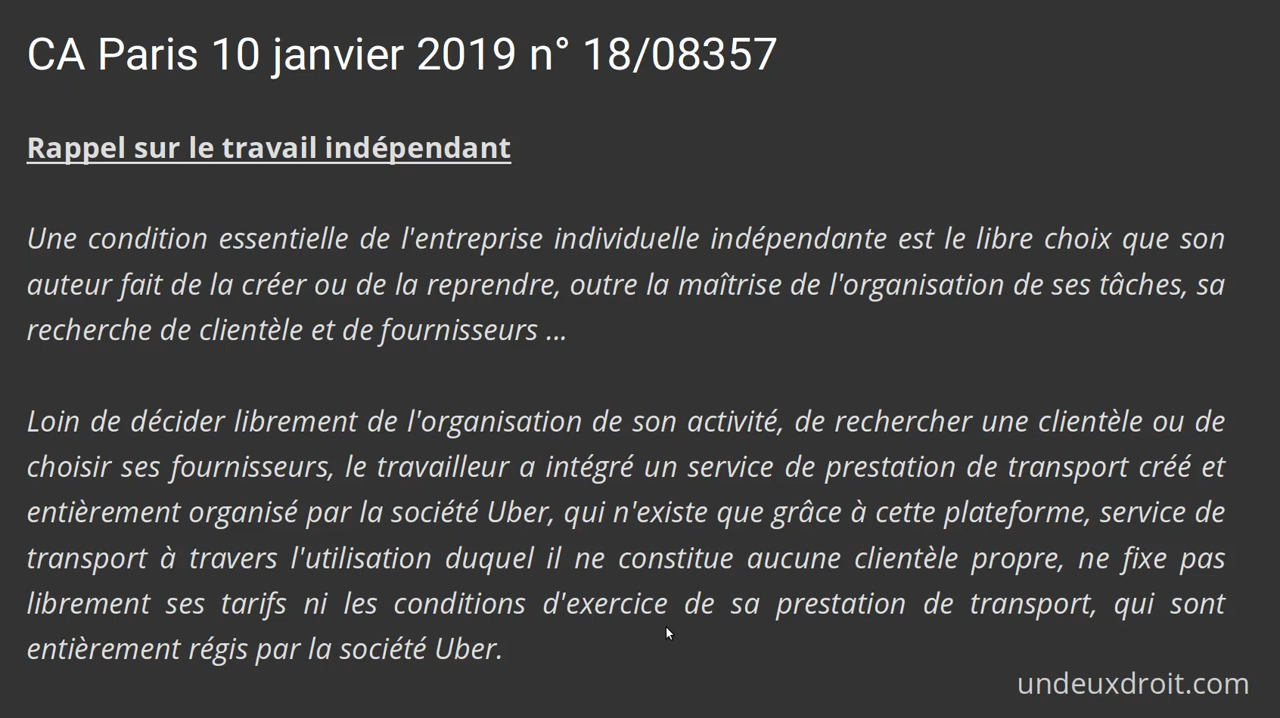 CA Paris 10 janvier 2019 n° 18/08357
Rappel sur le travail indépendant
Une condition essentielle de l'entreprise individuelle indépendante est le libre choix que son
auteur fait de la créer ou de la reprendre, outre la maîtrise de l'organisation de ses tâches, sa
recherche de clientèle et de fournisseurs ...
Loin de décider librement de l'organisation de son activité, de rechercher une clientèle ou de
choisir ses fournisseurs, le travailleur a intégré un service de prestation de transport créé et
entièrement organisé par la société Uber, qui n'existe que grâce à cette plateforme, service de
transport à travers l'utilisation duquel il ne constitue aucune clientèle propre, ne fixe pas
librement ses tarifs ni les conditions d'exercice de sa prestation de transport, qui sont
entièrement régis par la société Uber.
undeuxdroit.com